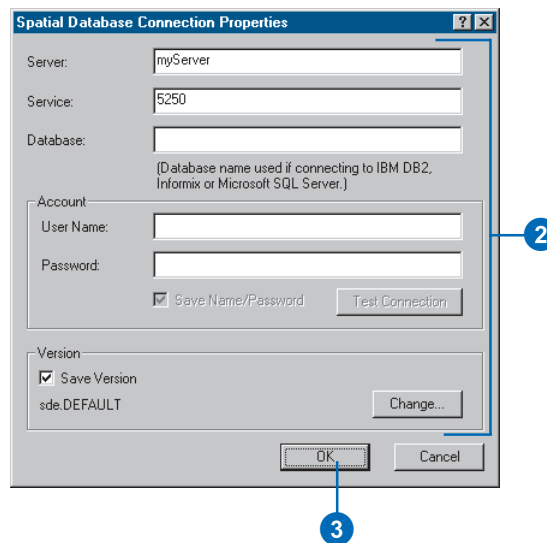 Spatial Database Connection Properties
Server: myServer
Service: 5250
Database:
(Database name used if connecting to IBM DB2,
Informix or Microsoft SQL Server.)
Account
User Name:
Password:
Save Name/Password Test Connection
2
Version
Save Version
sde.DEFAULT Change...
OK Cancel
3